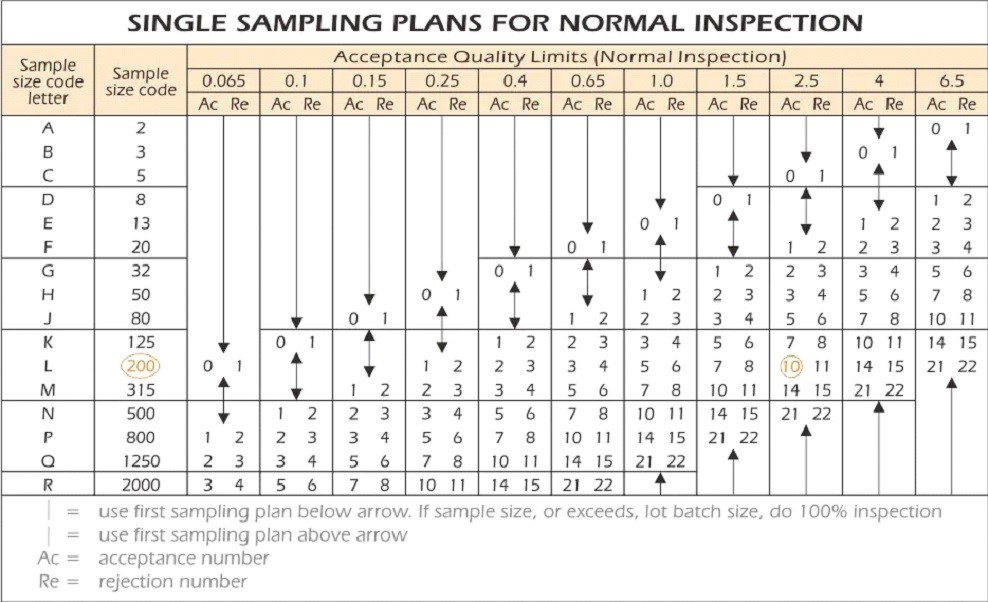 SINGLE SAMPLING PLANS FOR NORMAL INSPECTION
Acceptance Quality Limits (Normal Inspection)
Sample size code letter Sample size code 0.065 0.1 0.15 0.25 0.4 0.65 1.0 1.5 2.5 4 6.5
Ac Re Ac Re Ac Re Ac Re Ac Re Ac Re Ac Re Ac Re Ac Re Ac Re Ac Re
A 2 0 1
B 3 0 1
C 5 0 1
D 8 0 1 1 2
E 13 0 1 1 2 2 3
F 20 0 1 1 2 2 3 3 4
G 32 0 1 1 2 2 3 3 4 5 6
H 50 0 1 1 2 2 3 3 4 5 6 7 8
J 80 0 1 1 2 2 3 3 4 5 6 7 8 10 11
K 125 0 1 1 2 2 3 3 4 5 6 7 8 10 11 14 15
L 200 0 1 1 2 2 3 3 4 5 6 7 8 10 11 14 15 21 22
M 315 1 2 2 3 3 4 5 6 7 8 10 11 14 15 21 22
N 500 1 2 2 3 3 4 5 6 7 8 10 11 14 15 21 22
P 800 1 2 2 3 3 4 5 6 7 8 10 11 14 15 21 22
Q 1250 2 3 3 4 5 6 7 8 10 11 14 15 21 22
R 2000 3 4 5 6 7 8 10 11 14 15 21 22
| = use first sampling plan below arrow. If sample size, or exceeds, lot batch size, do 100% inspection
| = use first sampling plan above arrow
Ac = acceptance number
Re = rejection number